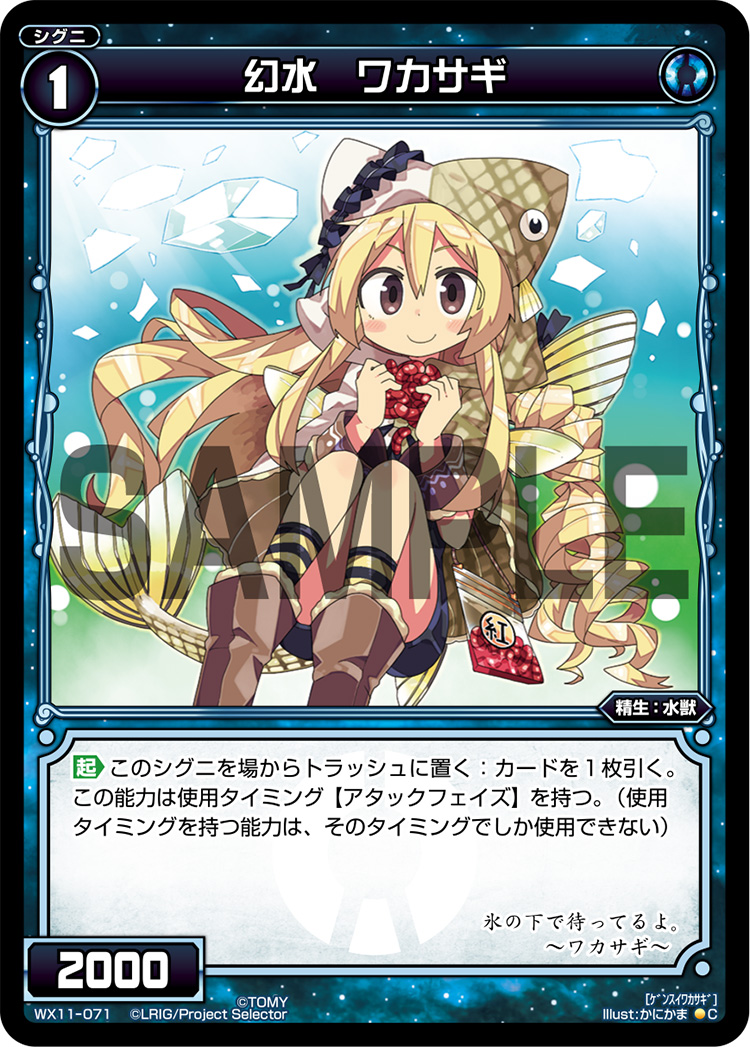 シグニ
1
幻水　ワカサギ
SAMPLE
紅
精生：水獣
起 このシグニを場からトラッシュに置く：カードを１枚引く。
この能力は使用タイミング【アタックフェイズ】を持つ。（使用
タイミングを持つ能力は、そのタイミングでしか使用できない）
氷の下で待ってるよ。
～ワカサギ～
2000
©TOMY
[ｹﾞﾝｽｲﾜｶｻｷﾞ]
WX11-071 ©LRIG/Project Selector
Illust:かにかま C